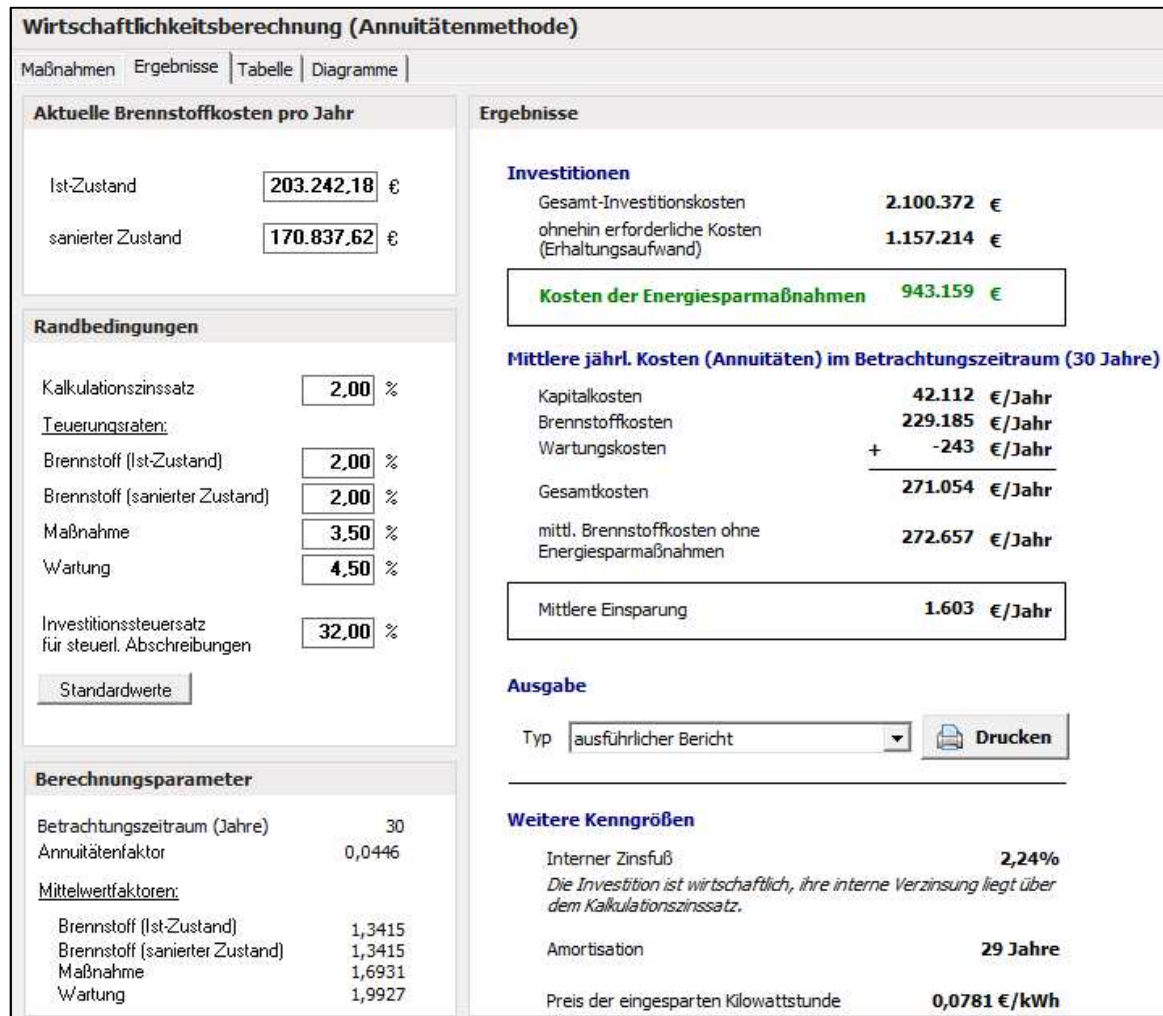 Wirtschaftlichkeitsberechnung (Annuitätenmethode)
Maßnahmen Ergebnisse Tabelle Diagramme
Aktuelle Brennstoffkosten pro Jahr
Ist-Zustand 203.242,18 €
sanierter Zustand 170.837,62 €
Randbedingungen
Kalkulationszinssatz 2,00 %
Teuerungsraten:
Brennstoff (Ist-Zustand) 2,00 %
Brennstoff (sanierter Zustand) 2,00 %
Maßnahme 3,50 %
Wartung 4,50 %
Investitionssteuersatz
für steuerl. Abschreibungen 32,00 %
Standardwerte
Berechnungsparameter
Betrachtungszeitraum (Jahre) 30
Annuitätenfaktor 0,0446
Mittelwertfaktoren:
Brennstoff (Ist-Zustand) 1,3415
Brennstoff (sanierter Zustand) 1,3415
Maßnahme 1,6931
Wartung 1,9927
Ergebnisse
Investitionen
Gesamt-Investitionskosten 2.100.372 €
ohnehin erforderliche Kosten
(Erhaltungsaufwand) 1.157.214 €
Kosten der Energiesparmaßnahmen 943.159 €
Mittlere jährl. Kosten (Annuitäten) im Betrachtungszeitraum (30 Jahre)
Kapitalkosten 42.112 €/Jahr
Brennstoffkosten 229.185 €/Jahr
Wartungskosten + -243 €/Jahr
Gesamtkosten 271.054 €/Jahr
mittl. Brennstoffkosten ohne
Energiesparmaßnahmen 272.657 €/Jahr
Mittlere Einsparung 1.603 €/Jahr
Ausgabe
Typ ausführlicher Bericht Drucken
Weitere Kenngrößen
Interner Zinsfuß 2,24%
Die Investition ist wirtschaftlich, ihre interne Verzinsung liegt über
dem Kalkulationszinssatz.
Amortisation 29 Jahre
Preis der eingesparten Kilowattstunde 0,0781 €/kWh